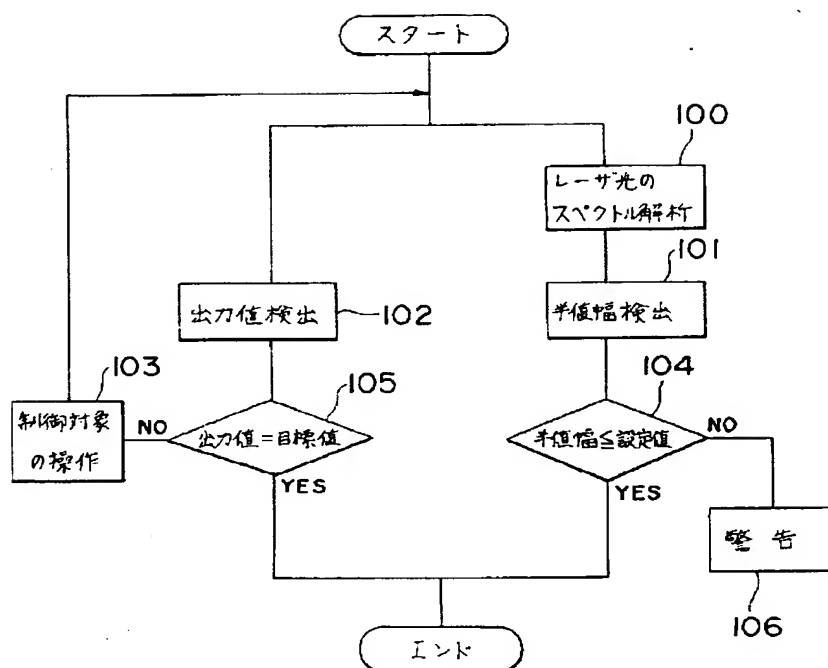 スタート
100
レーザ光の
スペクトル解析
101
出力値検出
102
半値幅検出
103
105
104
制御対象
の操作
NO
出力値=目標値
半値幅≦設定値
NO
YES
YES
警告
106
エンド